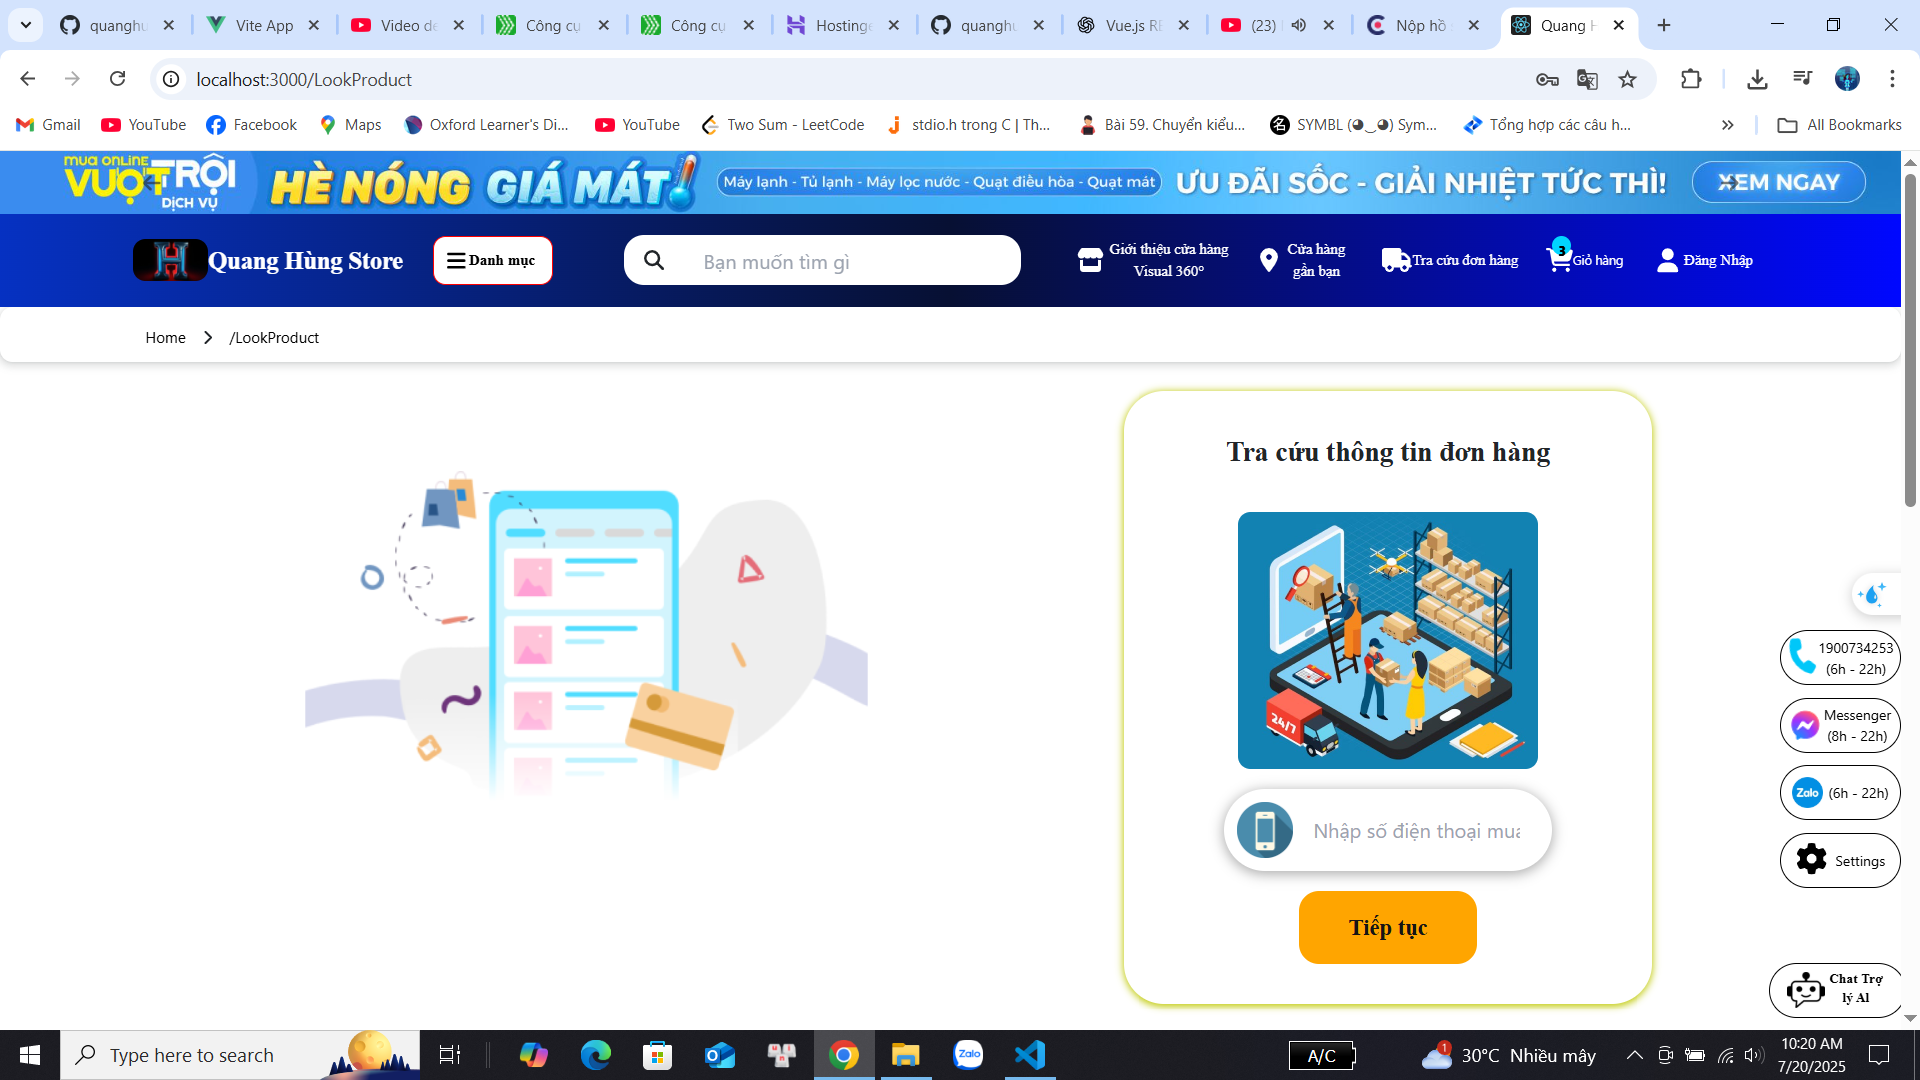 quanghu
Vite App
Video de
Công cụ
Công cụ
Hostinge
quanghu
Vue.js RE
(23)
Nộp hồ s
Quang H
localhost:3000/LookProduct
Gmail
YouTube
Facebook
Maps
Oxford Learner's Di...
YouTube
Two Sum - LeetCode
stdio.h trong C | Th...
Bài 59. Chuyển kiểu...
SYMBL (◕‿◕) Sym...
Tổng hợp các câu h...
All Bookmarks
mua online
VƯỢT TRỘI
DỊCH VỤ
HÈ NÓNG GIÁ MÁT
Máy lạnh - Tủ lạnh - Máy lọc nước - Quạt điều hòa - Quạt mát
ƯU ĐÃI SỐC - GIẢI NHIỆT TỨC THÌ!
XEM NGAY
H
Quang Hùng Store
Danh mục
Bạn muốn tìm gì
Giới thiệu cửa hàng
Visual 360°
Cửa hàng
gần bạn
Tra cứu đơn hàng
3
Giỏ hàng
Đăng Nhập
Home
/LookProduct
Tra cứu thông tin đơn hàng
24/7
Nhập số điện thoại mua
Tiếp tục
1900734253
(6h - 22h)
Messenger
(8h - 22h)
Zalo
(6h - 22h)
Settings
Chat Trợ
lý AI
Type here to search
Zalo
A/C
1
30°C Nhiều mây
10:20 AM
7/20/2025